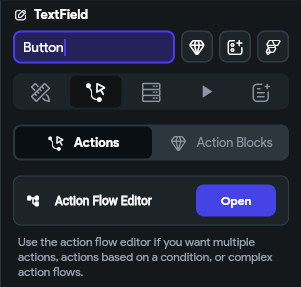 TextField
Button
Actions
Action Blocks
Action Flow Editor
Open
Use the action flow editor if you want multiple
actions, actions based on a condition, or complex
action flows.